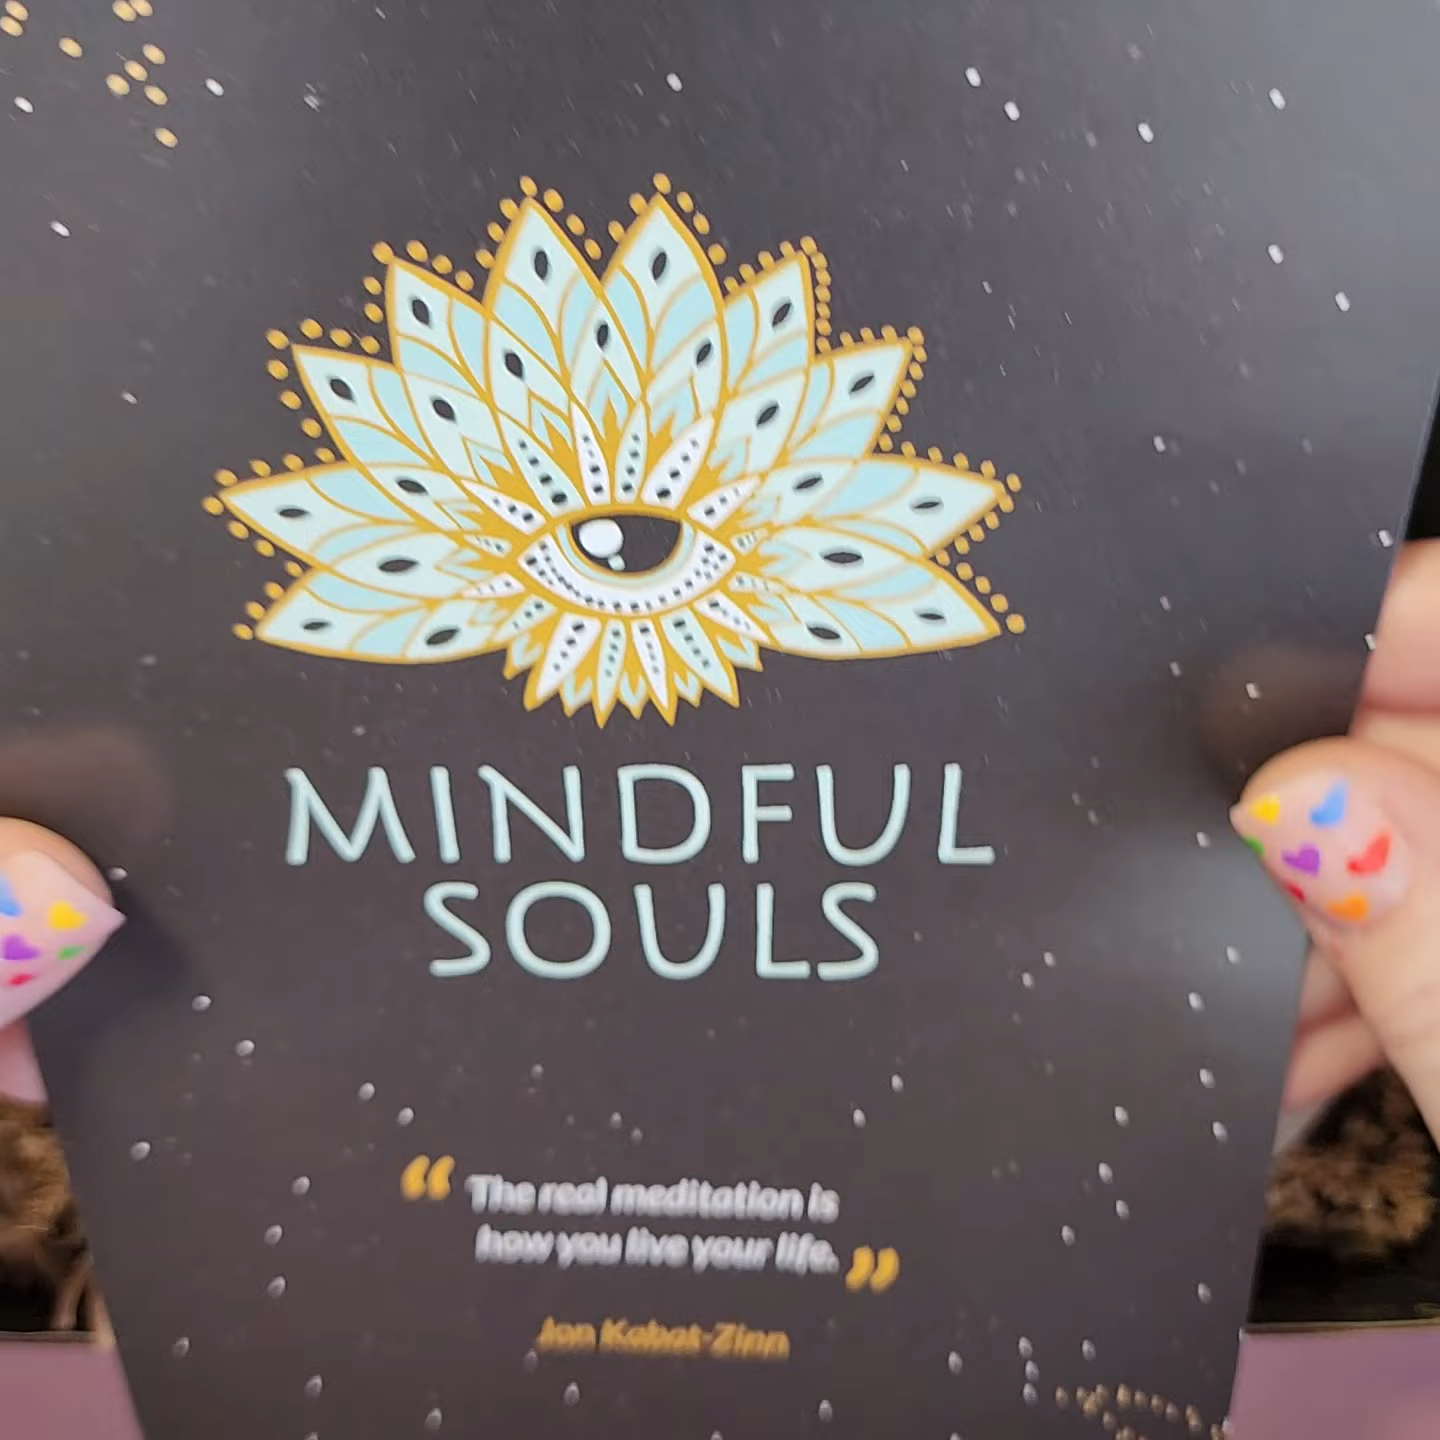 MINDFUL
SOULS
“The real meditation is
how you live your life.”
Jon Kabat-Zinn